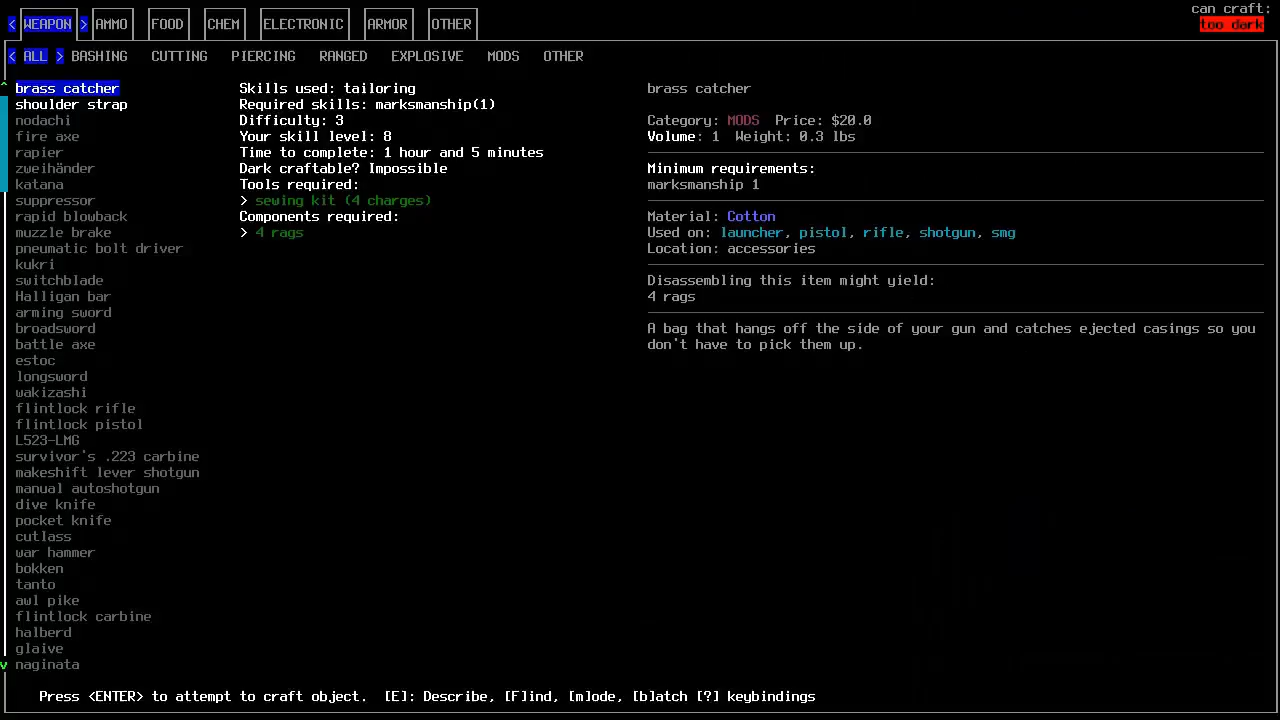 can craft:
< WEAPON > AMMO FOOD CHEM ELECTRONIC ARMOR OTHER
too dark
< ALL > BASHING CUTTING PIERCING RANGED EXPLOSIVE MODS OTHER
^
brass catcher
shoulder strap
nodachi
fire axe
rapier
zweihänder
katana
suppressor
rapid blowback
muzzle brake
pneumatic bolt driver
kukri
switchblade
Halligan bar
arming sword
broadsword
battle axe
estoc
longsword
wakizashi
flintlock rifle
flintlock pistol
L523-LMG
survivor's .223 carbine
makeshift lever shotgun
manual autoshotgun
dive knife
pocket knife
cutlass
war hammer
bokken
tanto
awl pike
flintlock carbine
halberd
glaive
v naginata
Skills used: tailoring
Required skills: marksmanship(1)
Difficulty: 3
Your skill level: 8
Time to complete: 1 hour and 5 minutes
Dark craftable? Impossible
Tools required:
> sewing kit (4 charges)
Components required:
> 4 rags
brass catcher
Category: MODS Price: $20.0
Volume: 1 Weight: 0.3 lbs
Minimum requirements:
marksmanship 1
Material: Cotton
Used on: launcher, pistol, rifle, shotgun, smg
Location: accessories
Disassembling this item might yield:
4 rags
A bag that hangs off the side of your gun and catches ejected casings so you
don't have to pick them up.
Press <ENTER> to attempt to craft object. [E]: Describe, [F]ind, [m]ode, [b]atch [?] keybindings